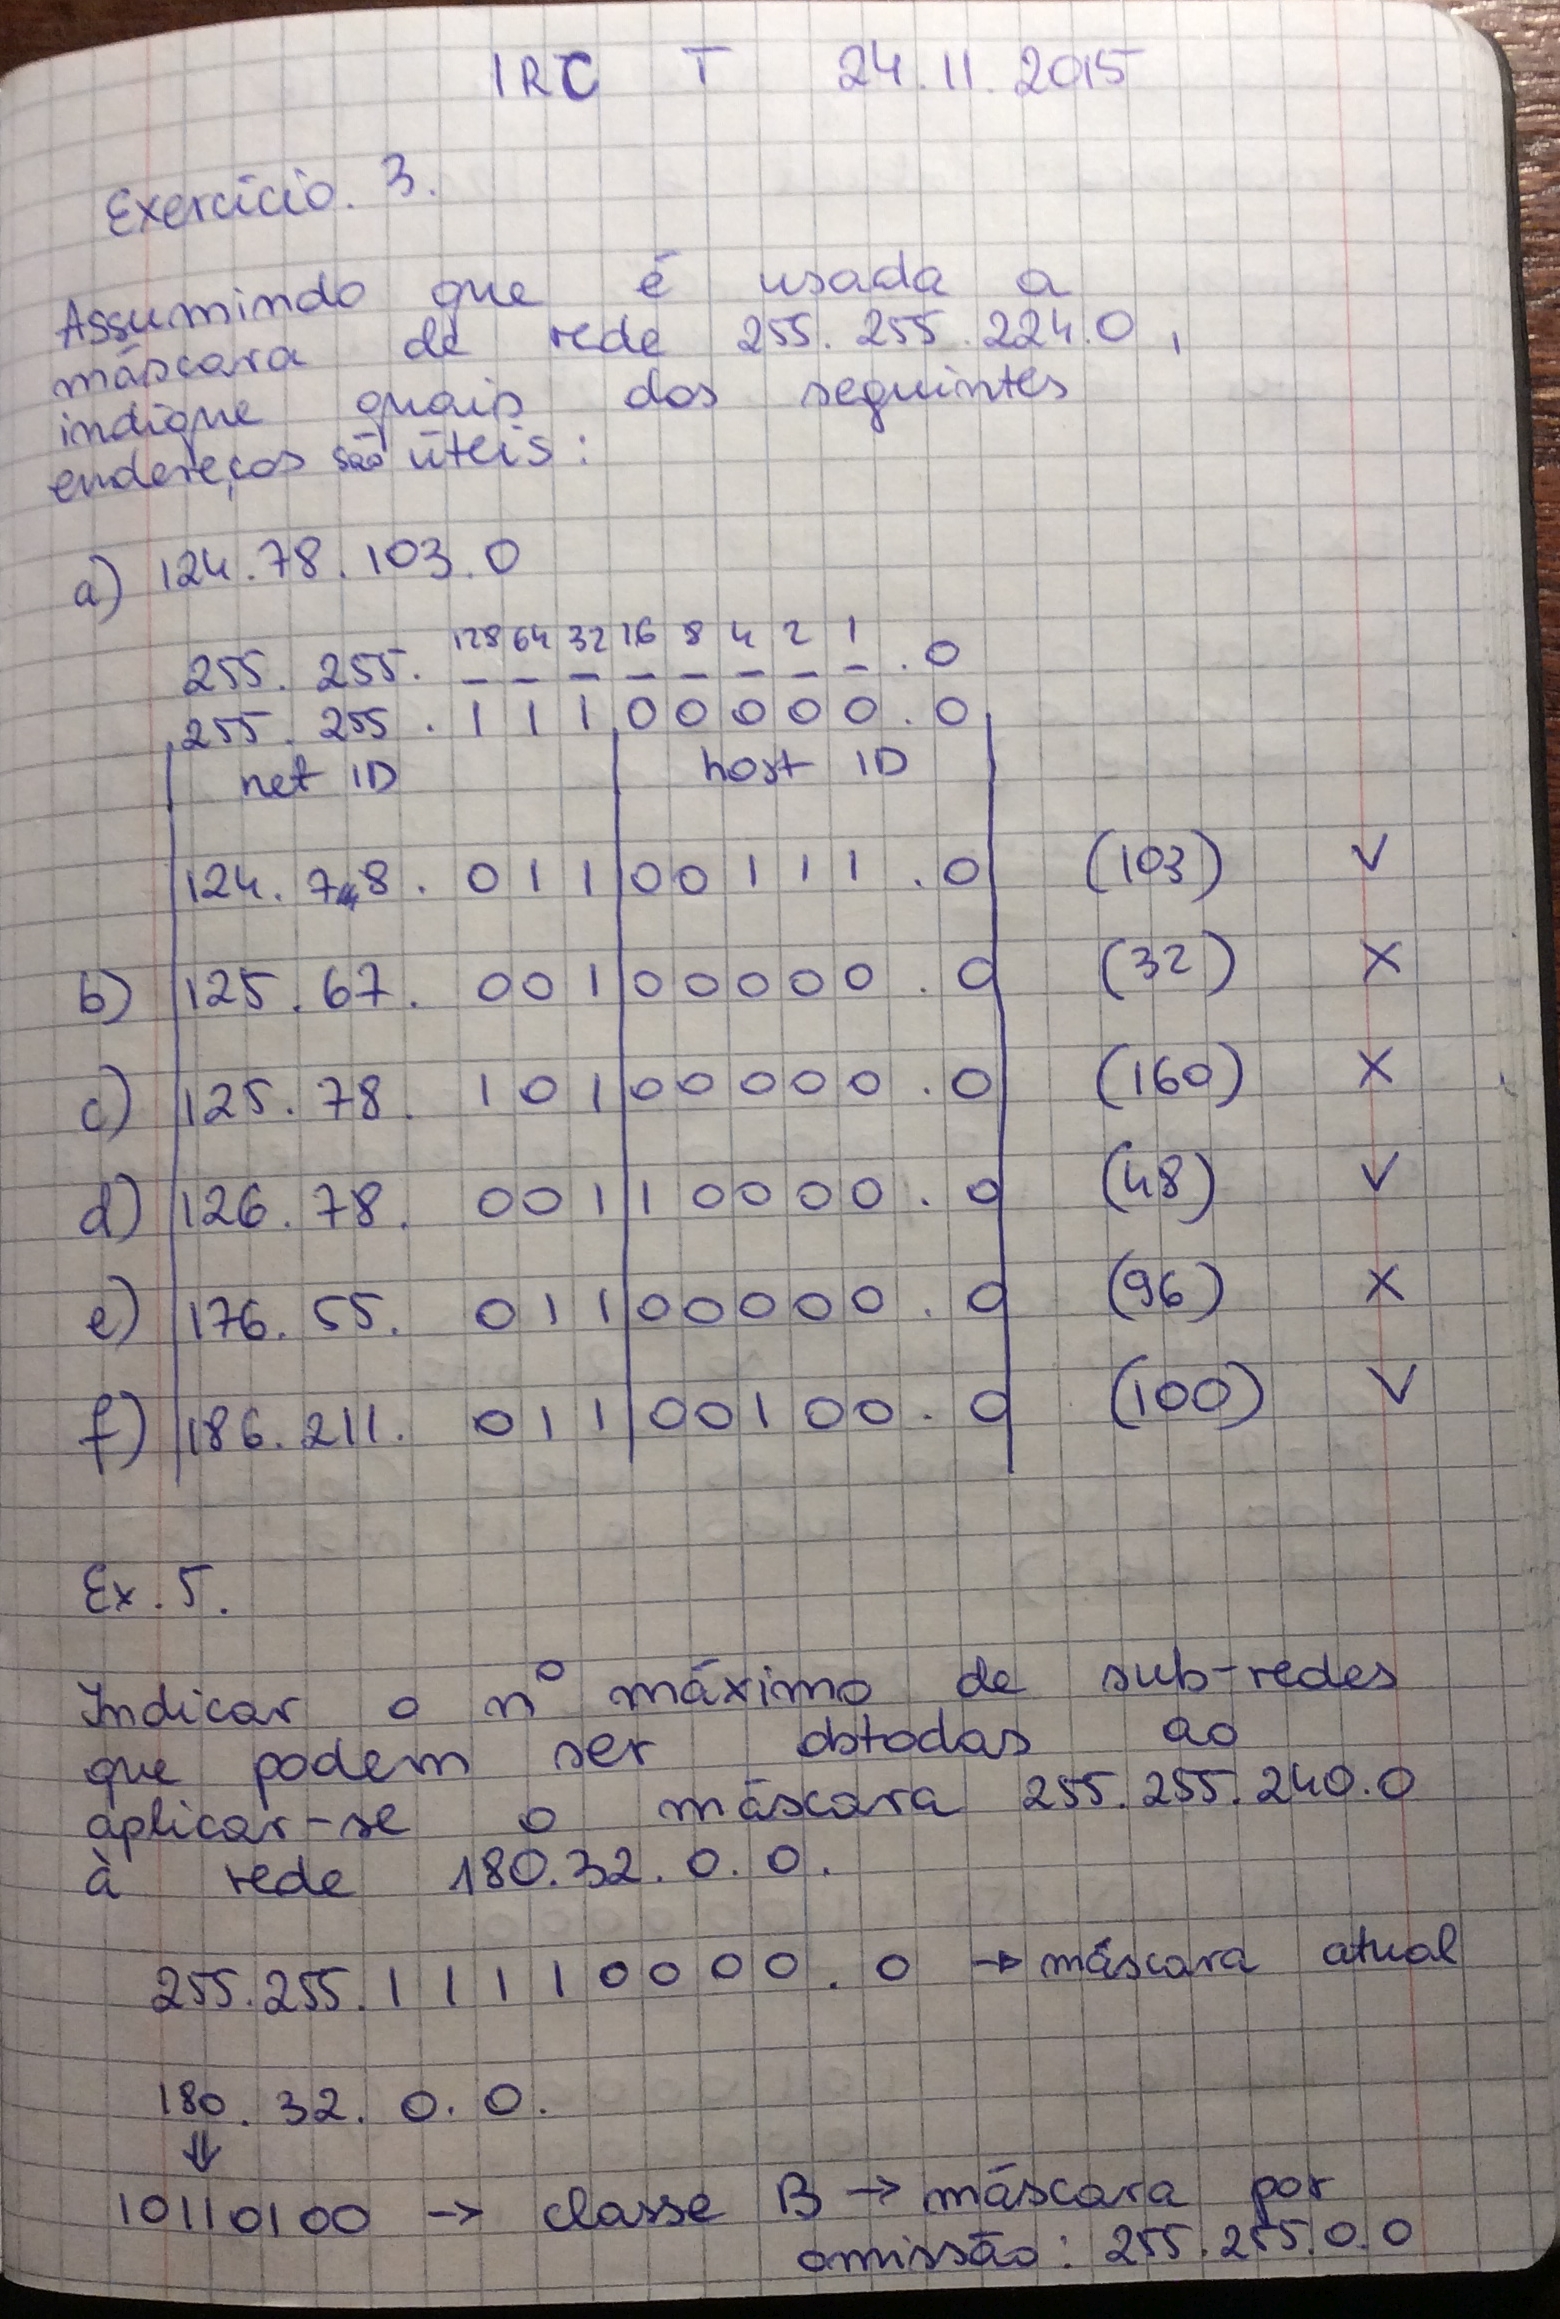 IRC T 24.11.2015
Exercício. 3.
Assumindo que é usada a
máscara de rede 255.255.224.0,
indique quais dos seguintes
endereços são úteis:
a) 124.78.103.0
128 64 32 16 8 4 2 1
255. 255. _ _ _ _ _ _ _ _ . 0
255. 255. 1 1 1 0 0 0 0 0 . 0
net ID host ID
124. 78. 0 1 1 0 0 1 1 1 . 0 (103) V
b) 125. 67. 0 0 1 0 0 0 0 0 . 0 (32) X
c) 125. 78. 1 0 1 0 0 0 0 0 . 0 (160) X
d) 126. 78. 0 0 1 1 0 0 0 0 . 0 (48) V
e) 176. 55. 0 1 1 0 0 0 0 0 . 0 (96) X
f) 186. 211. 0 1 1 0 0 1 0 0 . 0 (100) V
Ex. 5.
Indicar o nº máximo de sub-redes
que podem ser obtodas ao
aplicar-se o máscara 255.255.240.0
à rede 180.32.0.0.
255.255.1 1 1 1 0 0 0 0 . 0 → máscara atual
180. 32. 0. 0.
⇓
10110100 → classe B → máscara por
omissão: 255.255.0.0